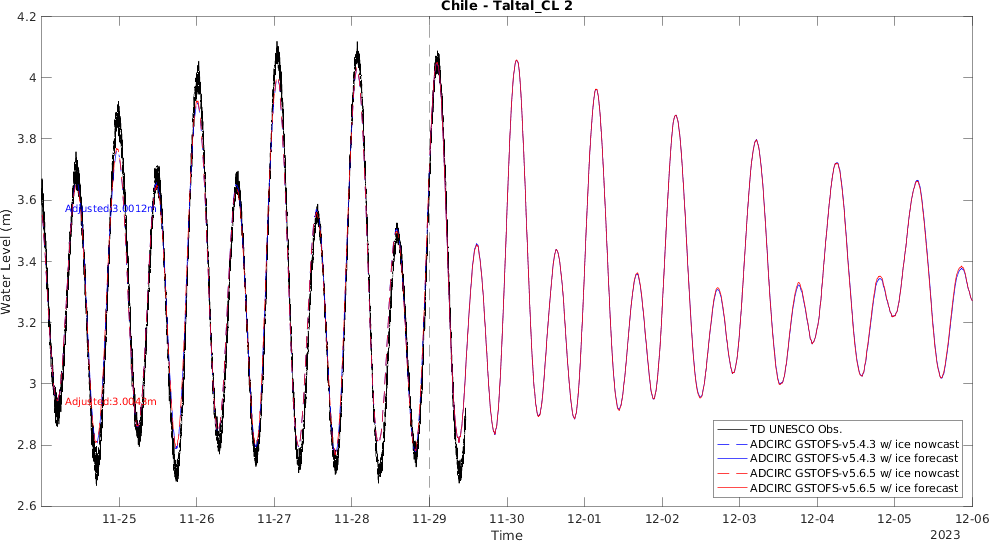 Chile - Taltal_CL 2
4.2
4
3.8
3.6
3.4
3.2
3
2.8
2.6
Water Level (m)
Adjusted:3.0012m
Adjusted:3.0043m
TD UNESCO Obs.
ADCIRC GSTOFS-v5.4.3 w/ ice nowcast
ADCIRC GSTOFS-v5.4.3 w/ ice forecast
ADCIRC GSTOFS-v5.6.5 w/ ice nowcast
ADCIRC GSTOFS-v5.6.5 w/ ice forecast
11-25 11-26 11-27 11-28 11-29 11-30 12-01 12-02 12-03 12-04 12-05 12-06
Time
2023